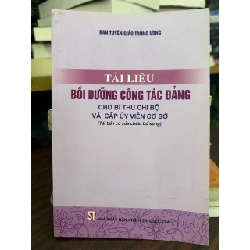 BAN TUYÊN GIÁO TRUNG ƯƠNG
TÀI LIỆU
BỒI DƯỠNG CÔNG TÁC ĐẢNG
CHO BÍ THƯ CHI BỘ
VÀ CẤP ỦY VIÊN CƠ SỞ